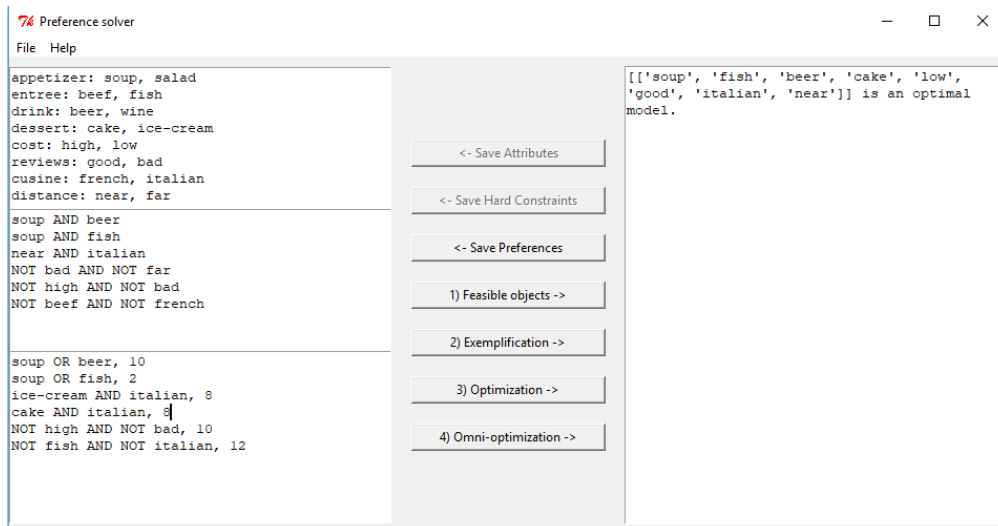 Preference solver
File Help
appetizer: soup, salad
entree: beef, fish
drink: beer, wine
dessert: cake, ice-cream
cost: high, low
reviews: good, bad
cusine: french, italian
distance: near, far
soup AND beer
soup AND fish
near AND italian
NOT bad AND NOT far
NOT high AND NOT bad
NOT beef AND NOT french
soup OR beer, 10
soup OR fish, 2
ice-cream AND italian, 8
cake AND italian, 8
NOT high AND NOT bad, 10
NOT fish AND NOT italian, 12
<- Save Attributes
<- Save Hard Constraints
<- Save Preferences
1) Feasible objects ->
2) Exemplification ->
3) Optimization ->
4) Omni-optimization ->
[['soup', 'fish', 'beer', 'cake', 'low',
'good', 'italian', 'near']] is an optimal
model.